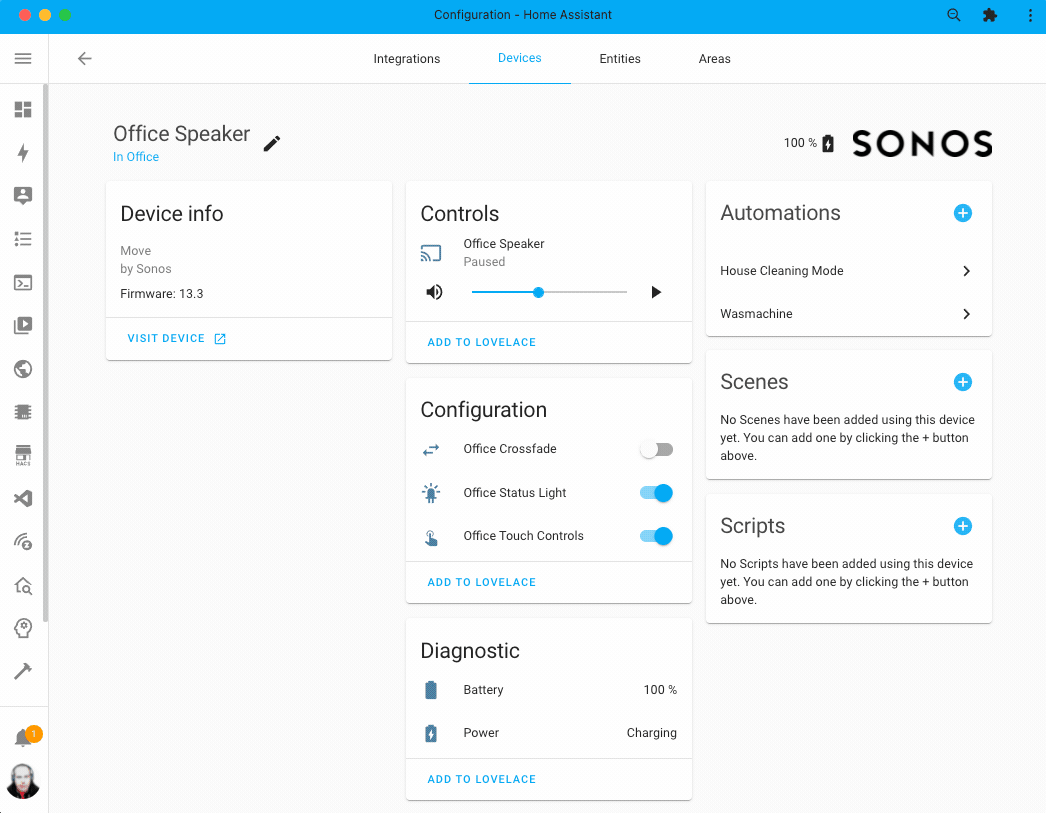 Configuration - Home Assistant
Integrations
Devices
Entities
Areas
Office Speaker
In Office
100 %
SONOS
Device info
Move
by Sonos
Firmware: 13.3
VISIT DEVICE
Controls
Office Speaker
Paused
ADD TO LOVELACE
Configuration
Office Crossfade
Office Status Light
Office Touch Controls
ADD TO LOVELACE
Diagnostic
Battery
100 %
Power
Charging
ADD TO LOVELACE
Automations
House Cleaning Mode
Wasmachine
Scenes
No Scenes have been added using this device
yet. You can add one by clicking the + button
above.
Scripts
No Scripts have been added using this device
yet. You can add one by clicking the + button
above.
HACS
1